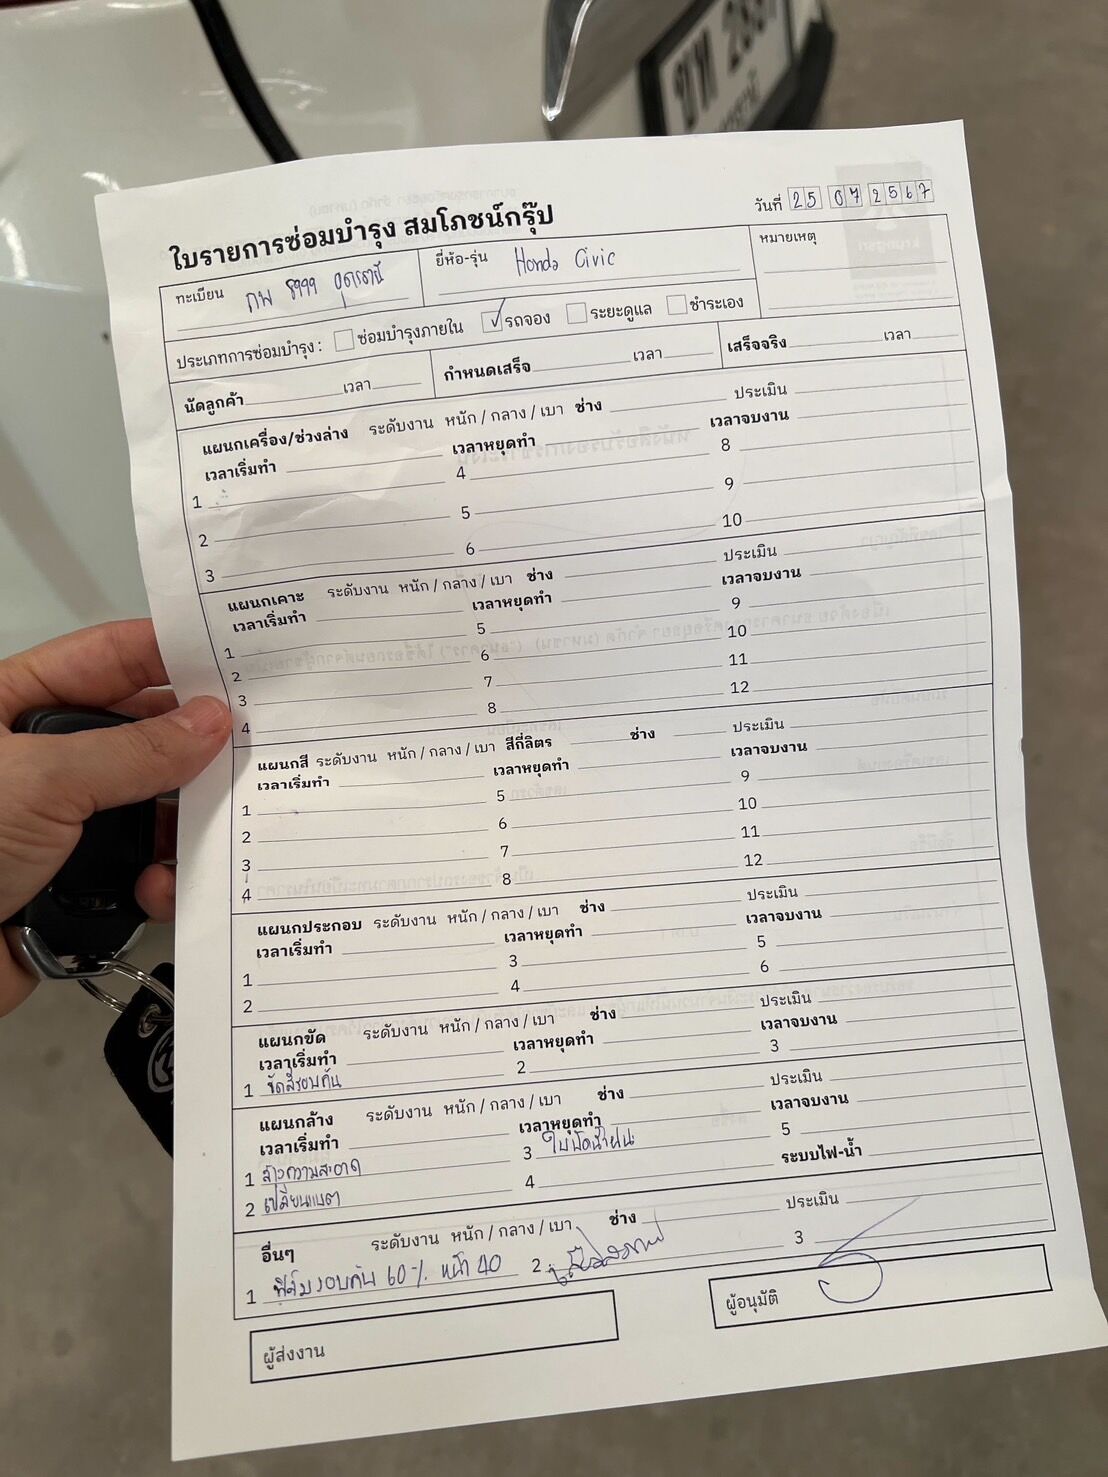 ขท 2837
ใบรายการซ่อมบำรุง สมโภชน์กรุ๊ป
วันที่ 25 07 2567
ทะเบียน กพ 8999 อุดรธานี
ยี่ห้อ-รุ่น Honda Civic
หมายเหตุ
ประเภทการซ่อมบำรุง : ซ่อมบำรุงภายใน ✓ รถจอง ระยะดูแล ชำระเอง
นัดลูกค้า เวลา กำหนดเสร็จ เวลา เสร็จจริง เวลา
แผนกเครื่อง/ช่วงล่าง ระดับงาน หนัก / กลาง / เบา ช่าง ประเมิน
เวลาเริ่มทำ เวลาหยุดทำ เวลาจบงาน
1 4 8
2 5 9
3 6 10
แผนกเคาะ ระดับงาน หนัก / กลาง / เบา ช่าง ประเมิน
เวลาเริ่มทำ เวลาหยุดทำ เวลาจบงาน
1 5 9
2 6 10
3 7 11
4 8 12
แผนกสี ระดับงาน หนัก / กลาง / เบา สีกี่ลิตร ช่าง ประเมิน
เวลาเริ่มทำ เวลาหยุดทำ เวลาจบงาน
1 5 9
2 6 10
3 7 11
4 8 12
แผนกประกอบ ระดับงาน หนัก / กลาง / เบา ช่าง ประเมิน
เวลาเริ่มทำ เวลาหยุดทำ เวลาจบงาน
1 3 5
2 4 6
แผนกขัด ระดับงาน หนัก / กลาง / เบา ช่าง ประเมิน
เวลาเริ่มทำ เวลาหยุดทำ เวลาจบงาน
1 ขัดสีรอบคัน 2 3
แผนกล้าง ระดับงาน หนัก / กลาง / เบา ช่าง ประเมิน
เวลาเริ่มทำ เวลาหยุดทำ เวลาจบงาน
1 ล้างความสะอาด 3 ใบปัดน้ำฝน 5
2 เปลี่ยนแบต 4 ระบบไฟ-น้ำ
อื่นๆ ระดับงาน หนัก / กลาง / เบา ช่าง ประเมิน
1 ฟิล์มรอบคัน 60% หน้า 40 2 3
ผู้ส่งงาน
ผู้อนุมัติ